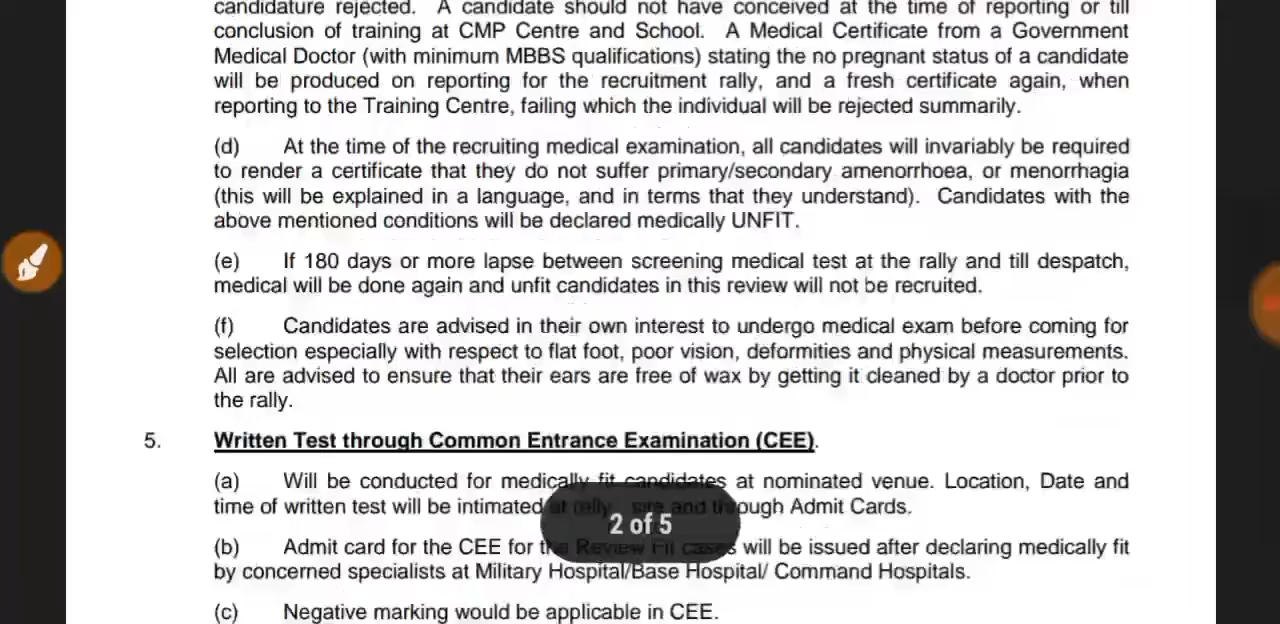 candidature rejected. A candidate should not have conceived at the time of reporting or till
conclusion of training at CMP Centre and School. A Medical Certificate from a Government
Medical Doctor (with minimum MBBS qualifications) stating the no pregnant status of a candidate
will be produced on reporting for the recruitment rally, and a fresh certificate again, when
reporting to the Training Centre, failing which the individual will be rejected summarily.
(d) At the time of the recruiting medical examination, all candidates will invariably be required
to render a certificate that they do not suffer primary/secondary amenorrhoea, or menorrhagia
(this will be explained in a language, and in terms that they understand). Candidates with the
above mentioned conditions will be declared medically UNFIT.
(e) If 180 days or more lapse between screening medical test at the rally and till despatch,
medical will be done again and unfit candidates in this review will not be recruited.
(f) Candidates are advised in their own interest to undergo medical exam before coming for
selection especially with respect to flat foot, poor vision, deformities and physical measurements.
All are advised to ensure that their ears are free of wax by getting it cleaned by a doctor prior to
the rally.
5. Written Test through Common Entrance Examination (CEE).
(a) Will be conducted for medically fit candidates at nominated venue. Location, Date and
time of written test will be intimated at rally site and through Admit Cards.
2 of 5
(b) Admit card for the CEE for the Review Fit cases will be issued after declaring medically fit
by concerned specialists at Military Hospital/Base Hospital/ Command Hospitals.
(c) Negative marking would be applicable in CEE.